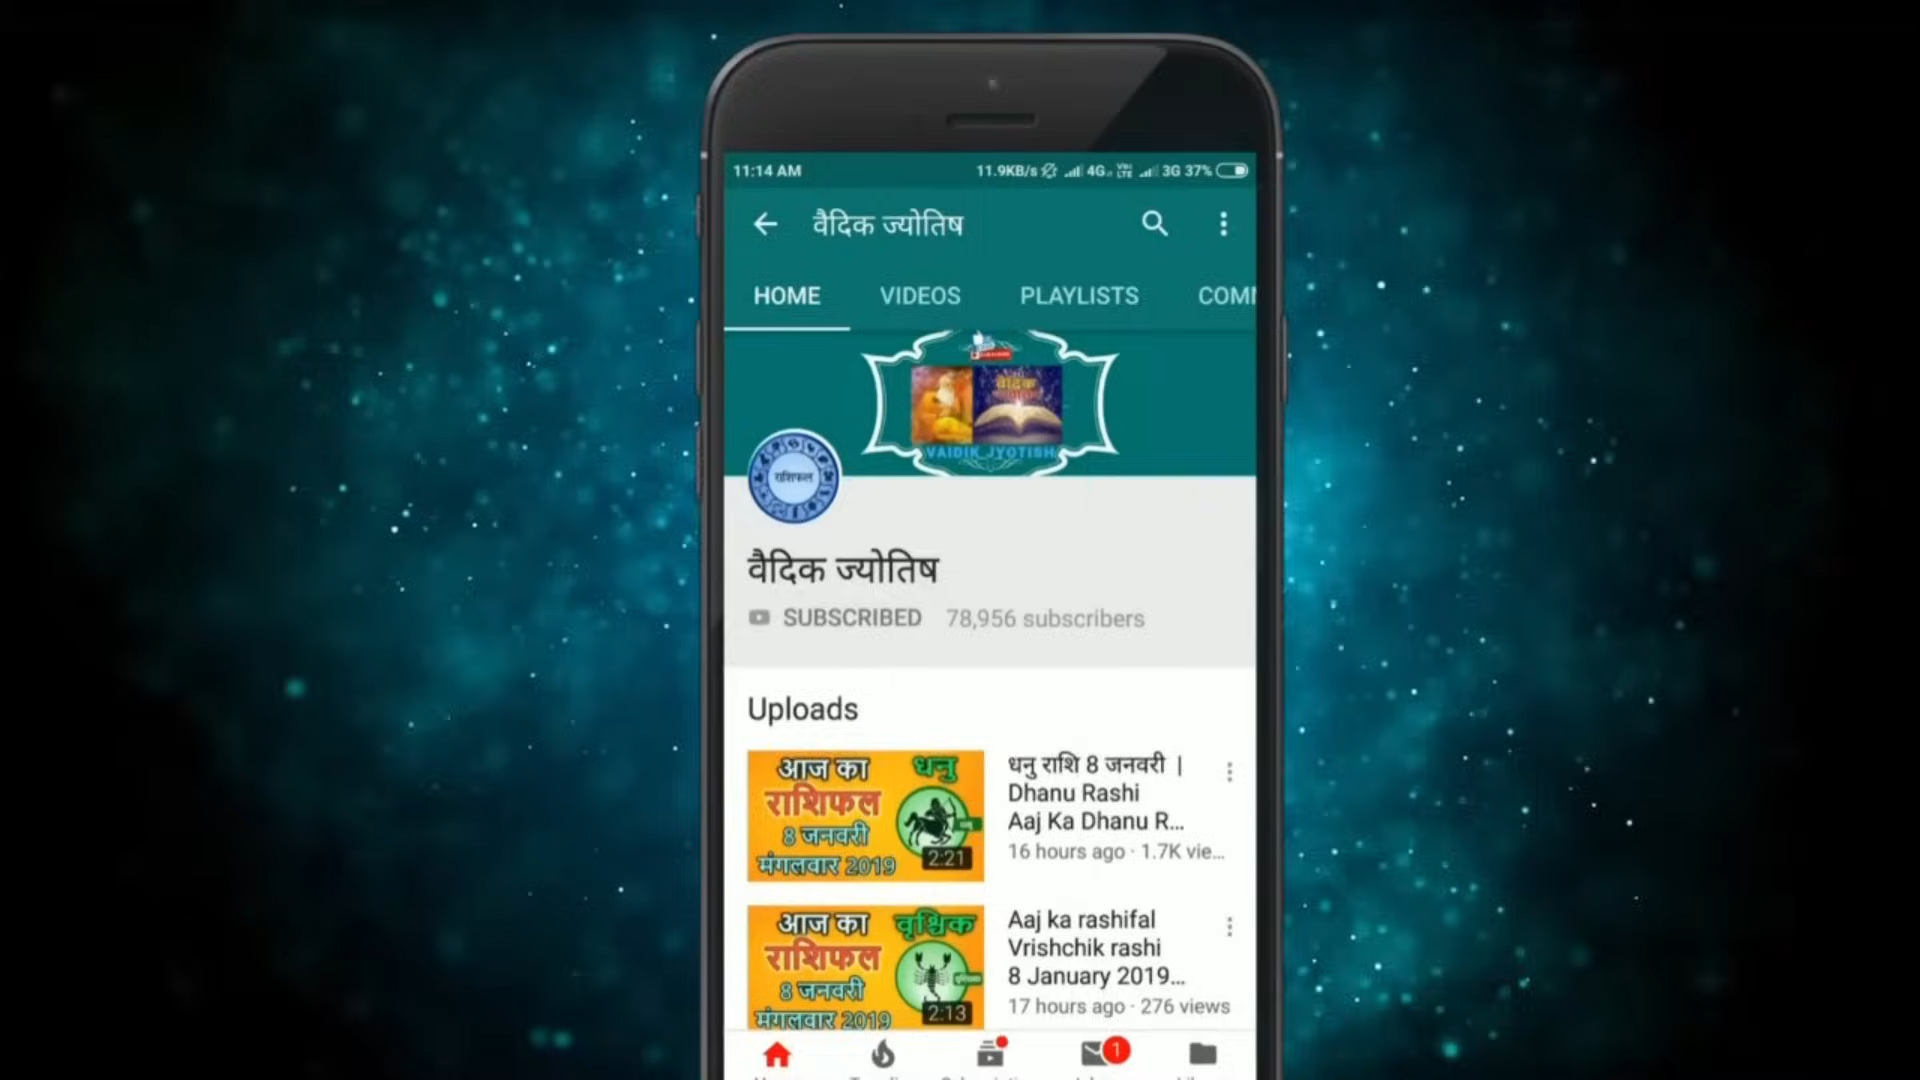 11:14 AM 11.9KB/s 4G VoLTE 3G 37%
वैदिक ज्योतिष
HOME VIDEOS PLAYLISTS COMM
वैदिक
VAIDIK JYOTISH
राशिफल
वैदिक ज्योतिष
SUBSCRIBED 78,956 subscribers
Uploads
आज का धनु
राशिफल
8 जनवरी
मंगलवार 2019
2:21
धनु राशि 8 जनवरी |
Dhanu Rashi
Aaj Ka Dhanu R...
16 hours ago · 1.7K vie...
आज का वृश्चिक
राशिफल
8 जनवरी
मंगलवार 2019
2:13
Aaj ka rashifal
Vrishchik rashi
8 January 2019...
17 hours ago · 276 views
1